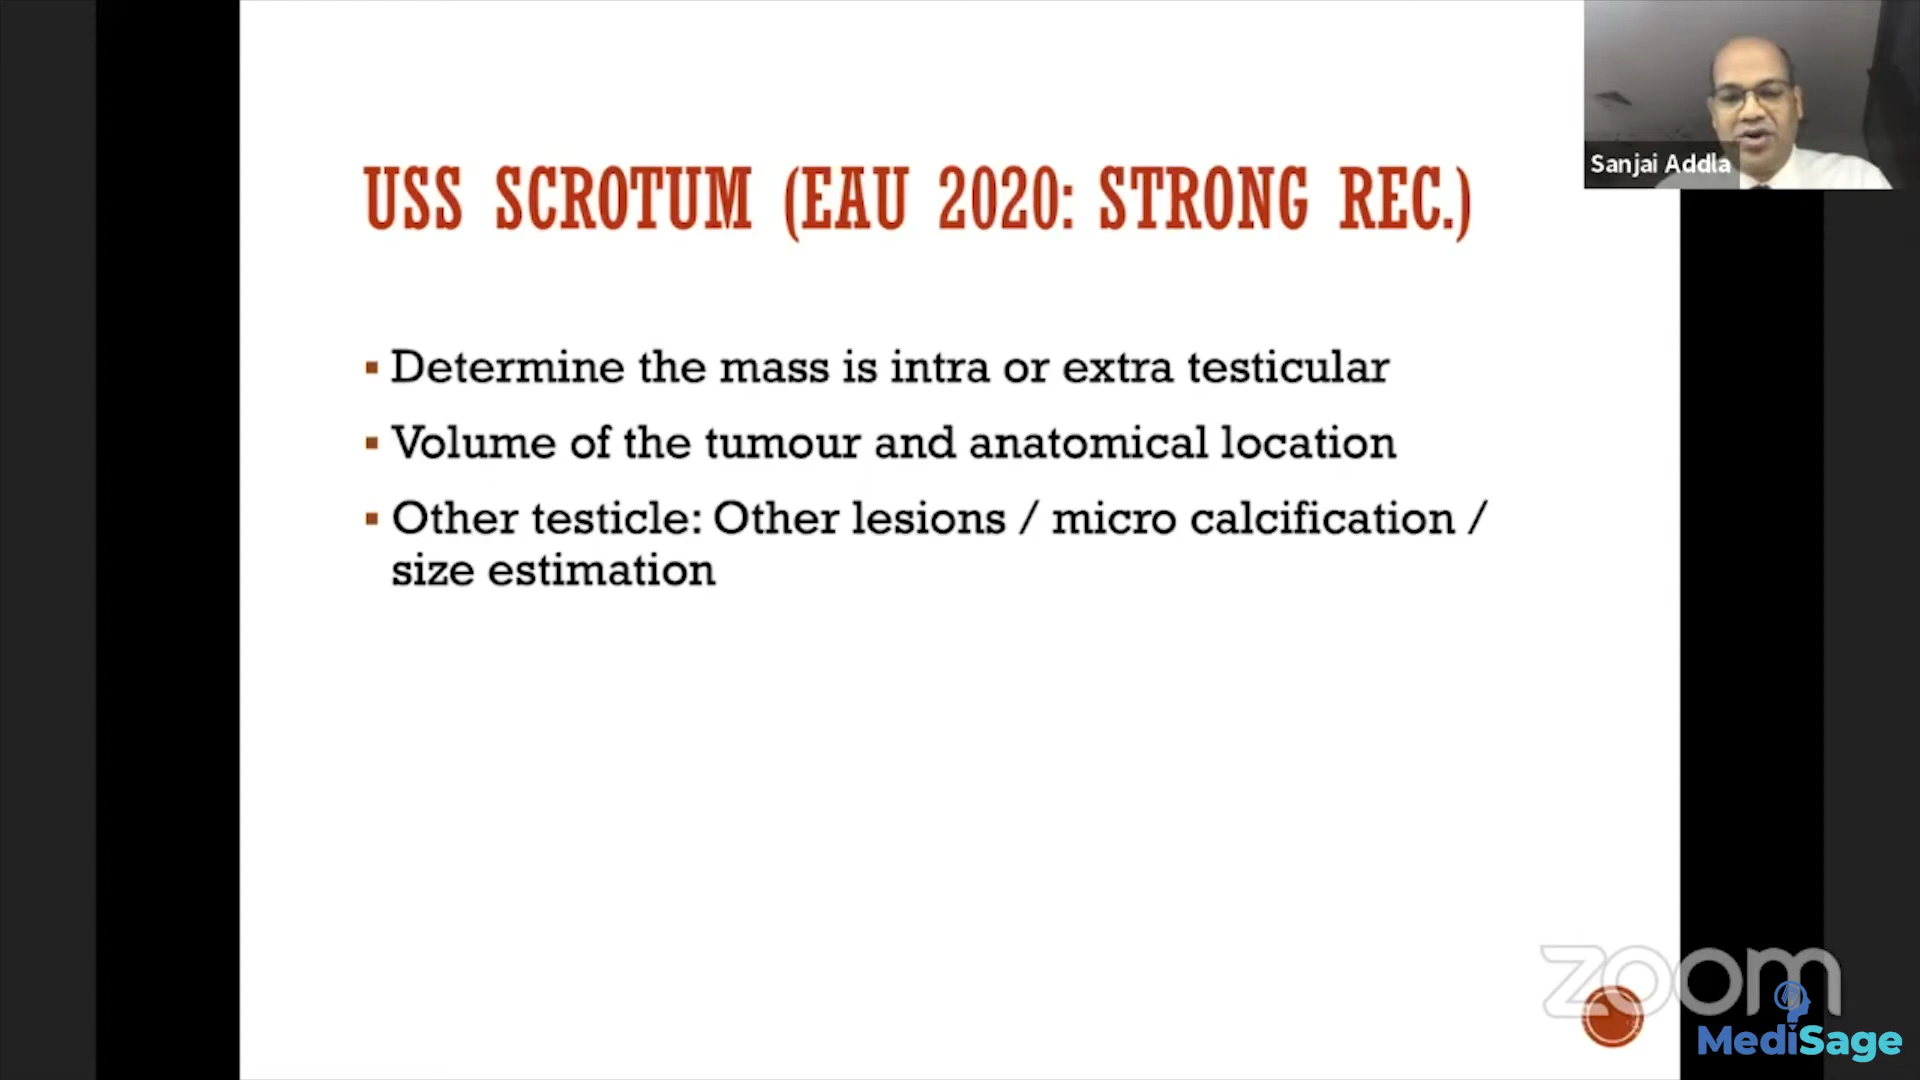 Sanjai Addla
USS SCROTUM (EAU 2020: STRONG REC.)
▪ Determine the mass is intra or extra testicular
▪ Volume of the tumour and anatomical location
▪ Other testicle: Other lesions / micro calcification /
size estimation
zoom
MediSage